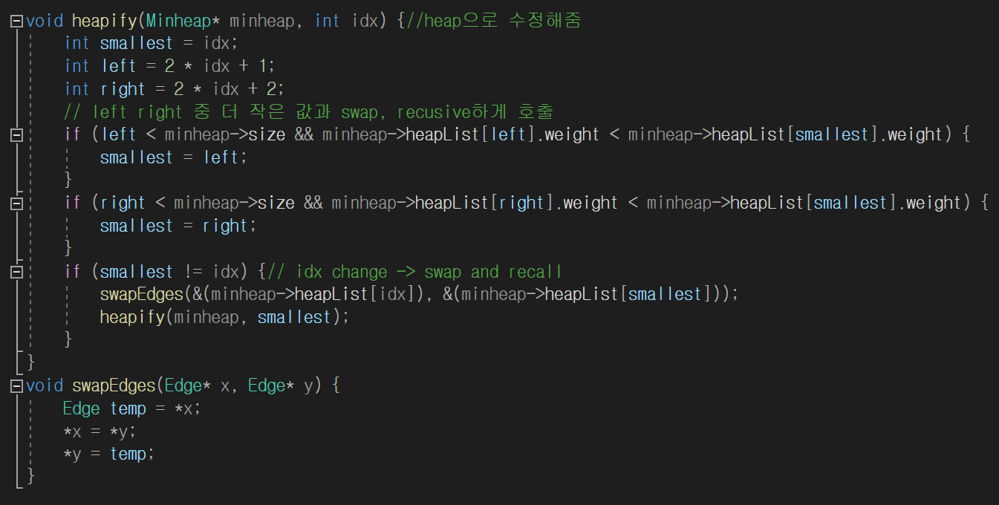 void heapify(Minheap* minheap, int idx) {//heap으로 수정해줌
int smallest = idx;
int left = 2 * idx + 1;
int right = 2 * idx + 2;
// left right 중 더 작은 값과 swap, recusive하게 호출
if (left < minheap->size && minheap->heapList[left].weight < minheap->heapList[smallest].weight) {
smallest = left;
}
if (right < minheap->size && minheap->heapList[right].weight < minheap->heapList[smallest].weight) {
smallest = right;
}
if (smallest != idx) {// idx change -> swap and recall
swapEdges(&(minheap->heapList[idx]), &(minheap->heapList[smallest]));
heapify(minheap, smallest);
}
}
void swapEdges(Edge* x, Edge* y) {
Edge temp = *x;
*x = *y;
*y = temp;
}